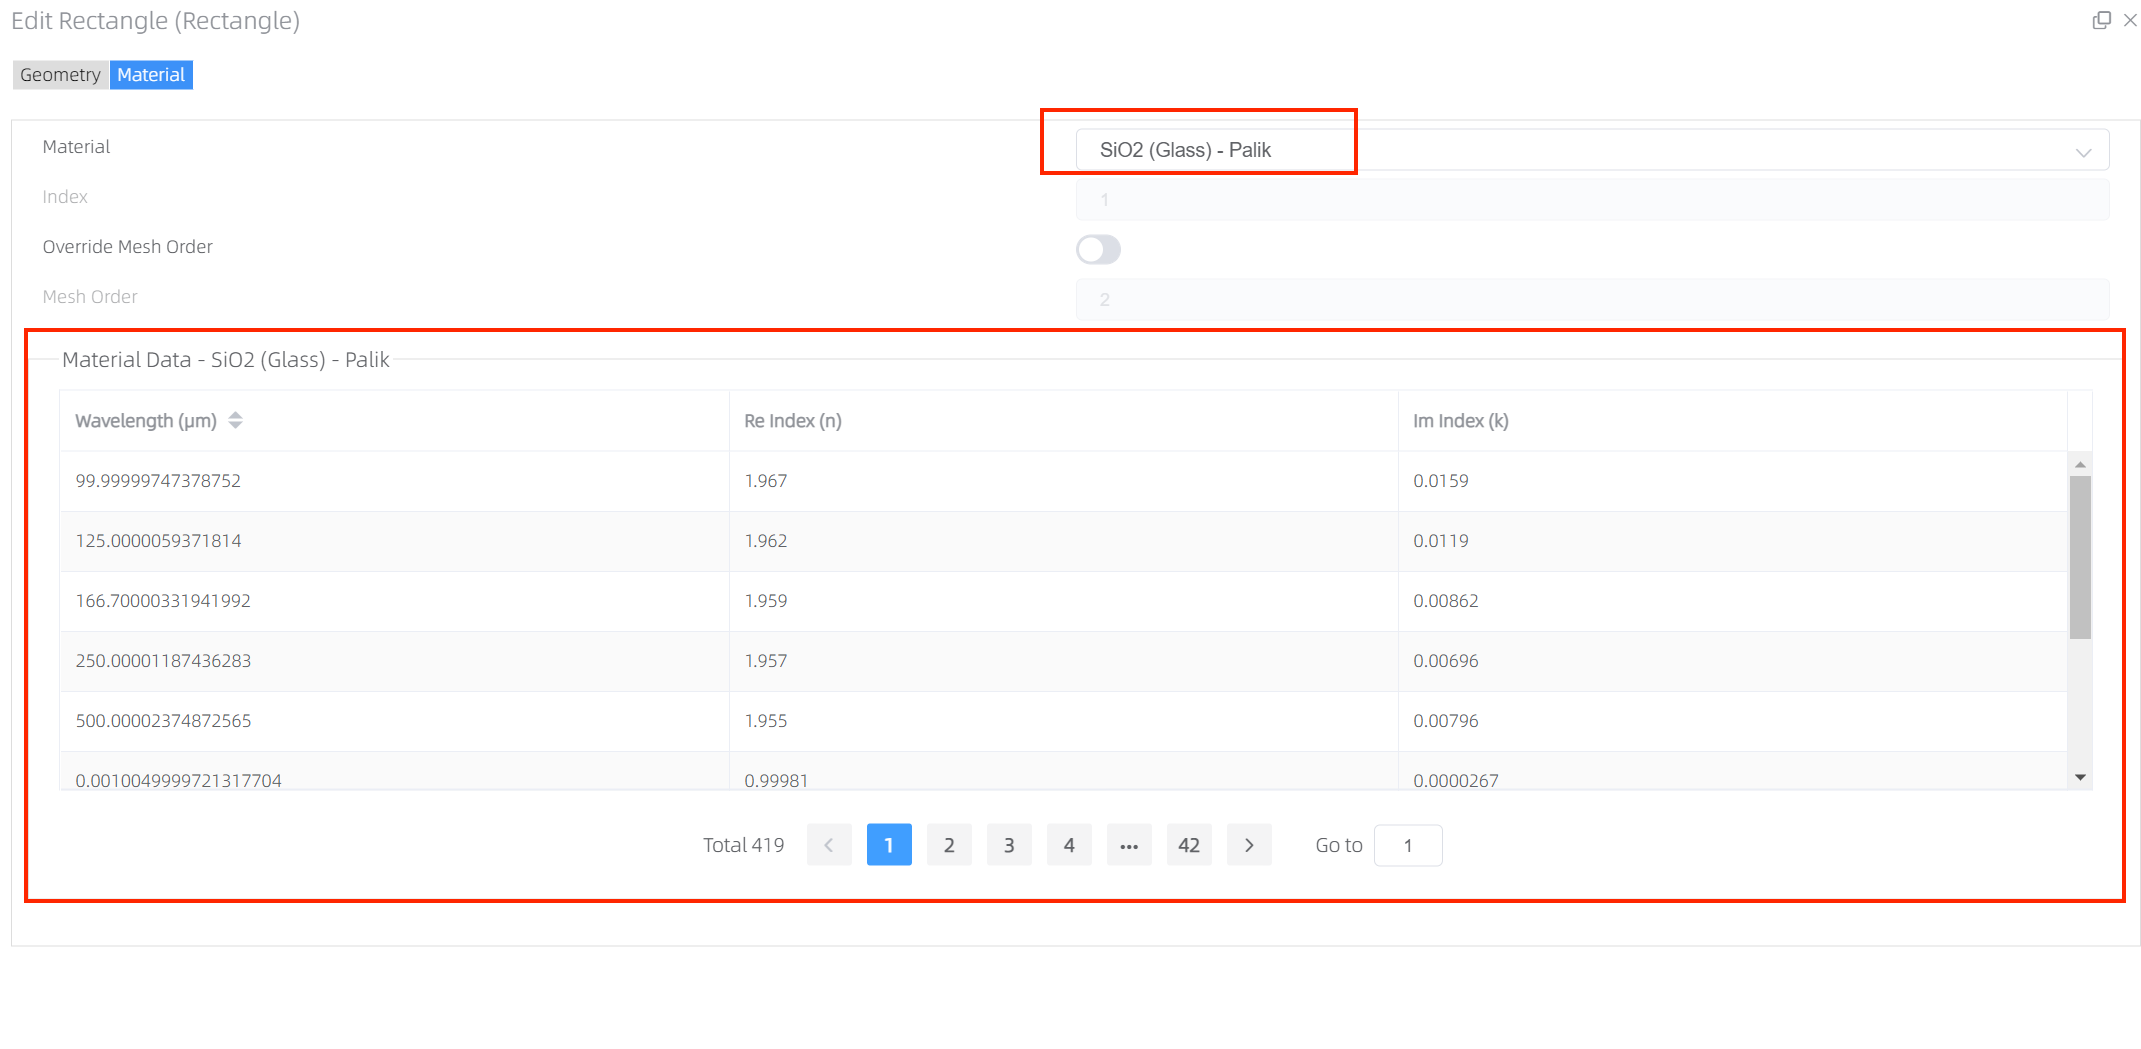 Edit Rectangle (Rectangle)
Geometry Material
Material SiO2 (Glass) - Palik
Index 1
Override Mesh Order
Mesh Order 2
Material Data - SiO2 (Glass) - Palik
Wavelength (μm) Re Index (n) Im Index (k)
99.99999747378752 1.967 0.0159
125.0000059371814 1.962 0.0119
166.70000331941992 1.959 0.00862
250.00001187436283 1.957 0.00696
500.00002374872565 1.955 0.00796
0.0010049999721317704 0.99981 0.0000267
Total 419 1 2 3 4 ... 42 Go to 1